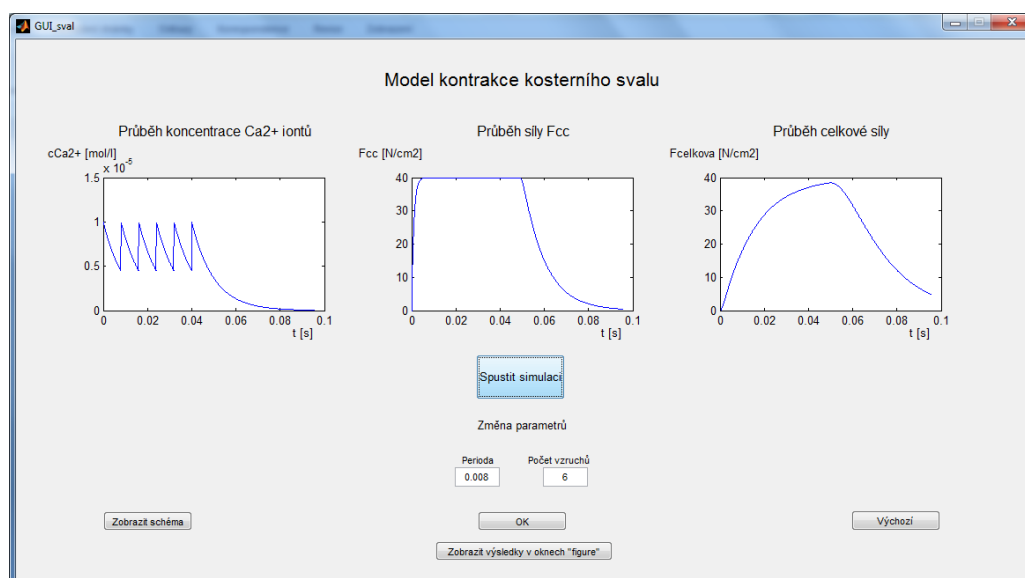 GUI_sval
Model kontrakce kosterního svalu
Průběh koncentrace Ca2+ iontů
cCa2+ [mol/l]
x 10^-5
1.5
1
0.5
0
0 0.02 0.04 0.06 0.08 0.1
t [s]
Průběh síly Fcc
Fcc [N/cm2]
40
30
20
10
0
0 0.02 0.04 0.06 0.08 0.1
t [s]
Průběh celkové síly
Fcelkova [N/cm2]
40
30
20
10
0
0 0.02 0.04 0.06 0.08 0.1
t [s]
Spustit simulaci
Změna parametrů
Perioda Počet vzruchů
0.008 6
Zobrazit schéma OK Výchozí
Zobrazit výsledky v oknech "figure"